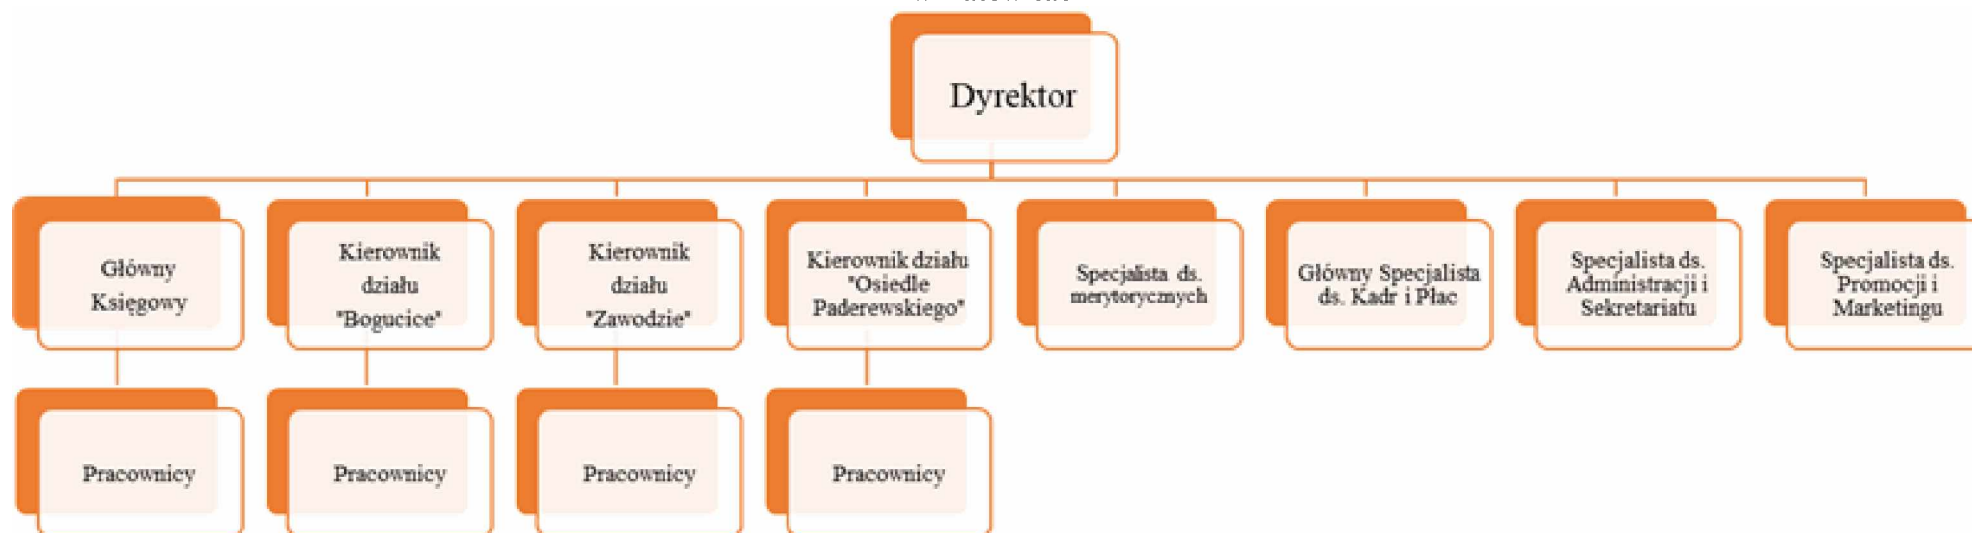 Dyrektor
Główny
Księgowy
Kierownik
działu
"Bogucice"
Kierownik
działu
"Zawodzie"
Kierownik działu
"Osiedle
Paderewskiego"
Specjalista ds.
merytorycznych
Główny Specjalista
ds. Kadr i Płac
Specjalista ds.
Administracji i
Sekretariatu
Specjalista ds.
Promocji i
Marketingu
Pracownicy
Pracownicy
Pracownicy
Pracownicy